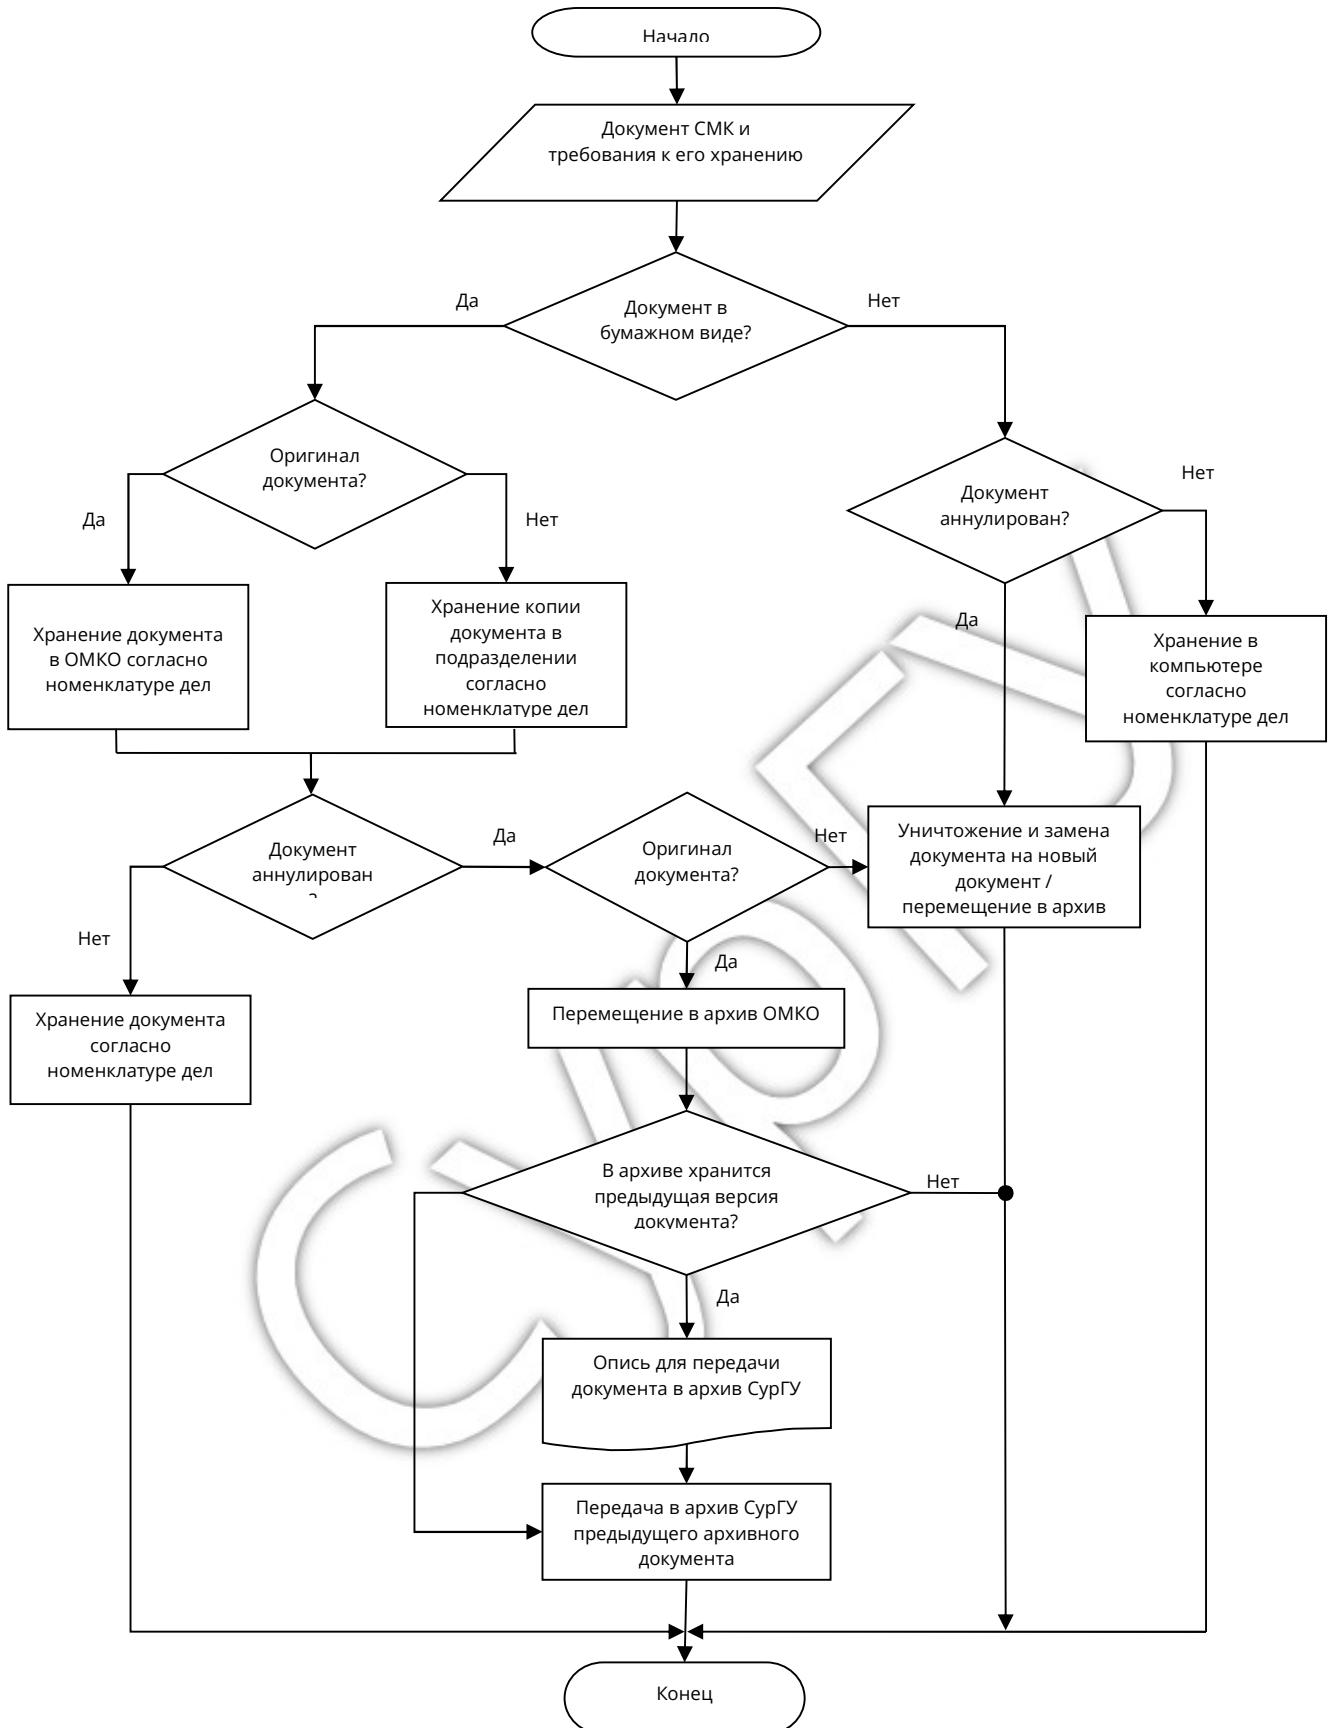 Начало
Документ СМК и
требования к его хранению
Да
Нет
Документ в
бумажном виде?
Оригинал
документа?
Да
Нет
Документ
аннулирован?
Нет
Да
Хранение документа
в ОМКО согласно
номенклатуре дел
Хранение копии
документа в
подразделении
согласно
номенклатуре дел
Хранение в
компьютере
согласно
номенклатуре дел
Документ
аннулирован
?
Да
Нет
Оригинал
документа?
Нет
Да
Уничтожение и замена
документа на новый
документ /
перемещение в архив
Хранение документа
согласно
номенклатуре дел
Перемещение в архив ОМКО
В архиве хранится
предыдущая версия
документа?
Нет
Да
Опись для передачи
документа в архив СурГУ
Передача в архив СурГУ
предыдущего архивного
документа
Конец
СурГУ